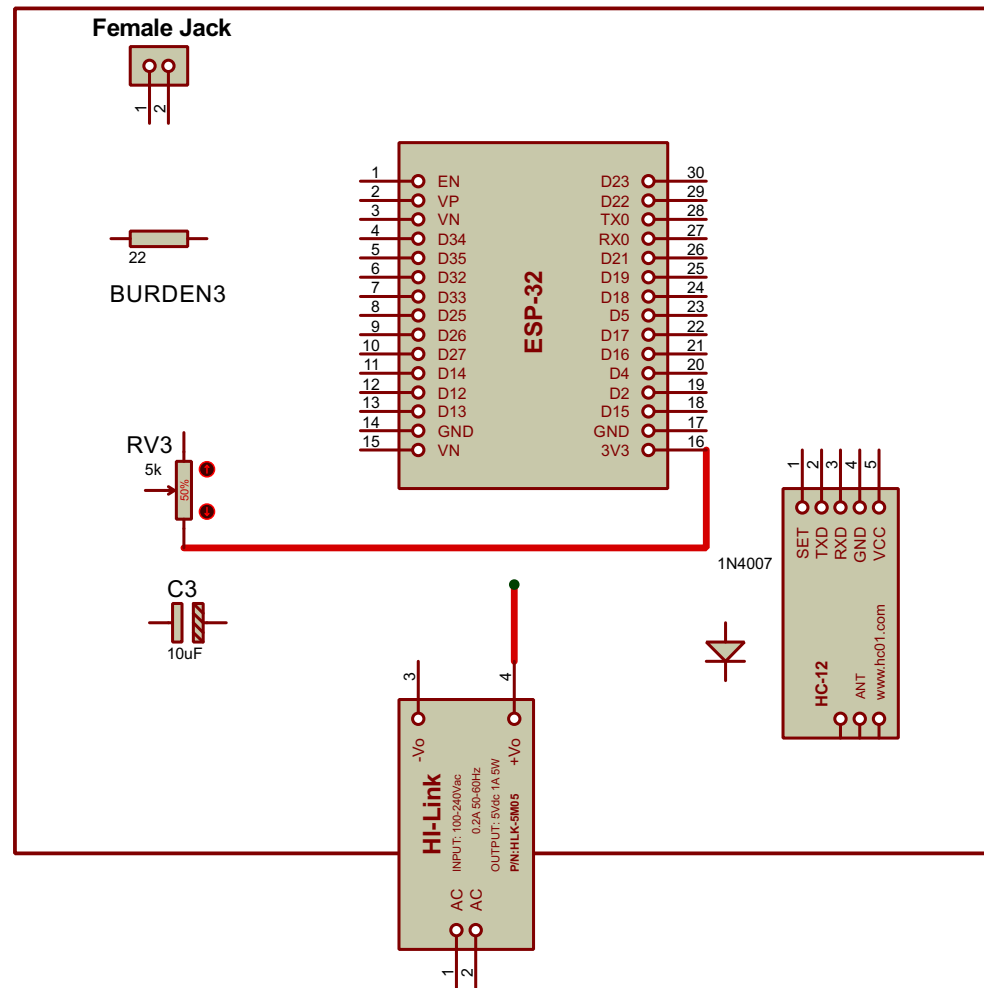 Female Jack
1
2
22
BURDEN3
1 EN
2 VP
3 VN
4 D34
5 D35
6 D32
7 D33
8 D25
9 D26
10 D27
11 D14
12 D12
13 D13
14 GND
15 VN
ESP-32
D23 30
D22 29
TX0 28
RX0 27
D21 26
D19 25
D18 24
D5 23
D17 22
D16 21
D4 20
D2 19
D15 18
GND 17
3V3 16
RV3
5k
50%
C3
10uF
1N4007
1 SET
2 TXD
3 RXD
4 GND
5 VCC
HC-12
ANT
www.hc01.com
3
4
-Vo
+Vo
HI-Link
INPUT: 100-240Vac
0.2A 50-60Hz
OUTPUT: 5Vdc 1A 5W
P/N:HLK-5M05
AC
AC
1
2